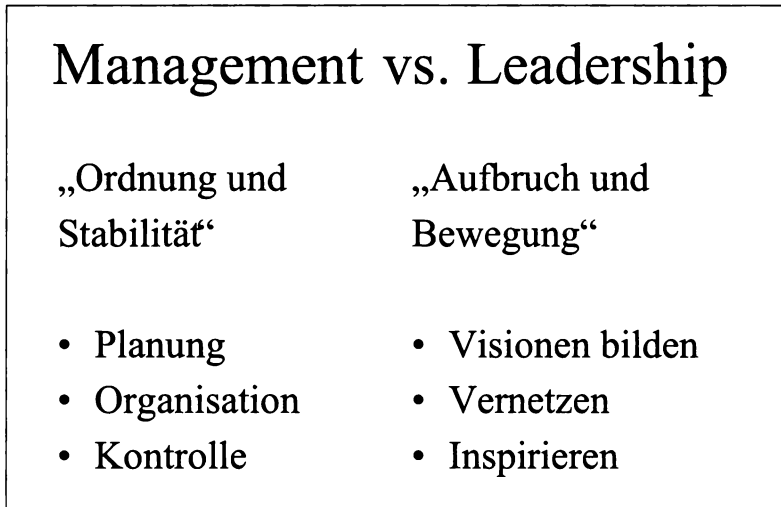 Management vs. Leadership
„Ordnung und
Stabilität“
• Planung
• Organisation
• Kontrolle
„Aufbruch und
Bewegung“
• Visionen bilden
• Vernetzen
• Inspirieren